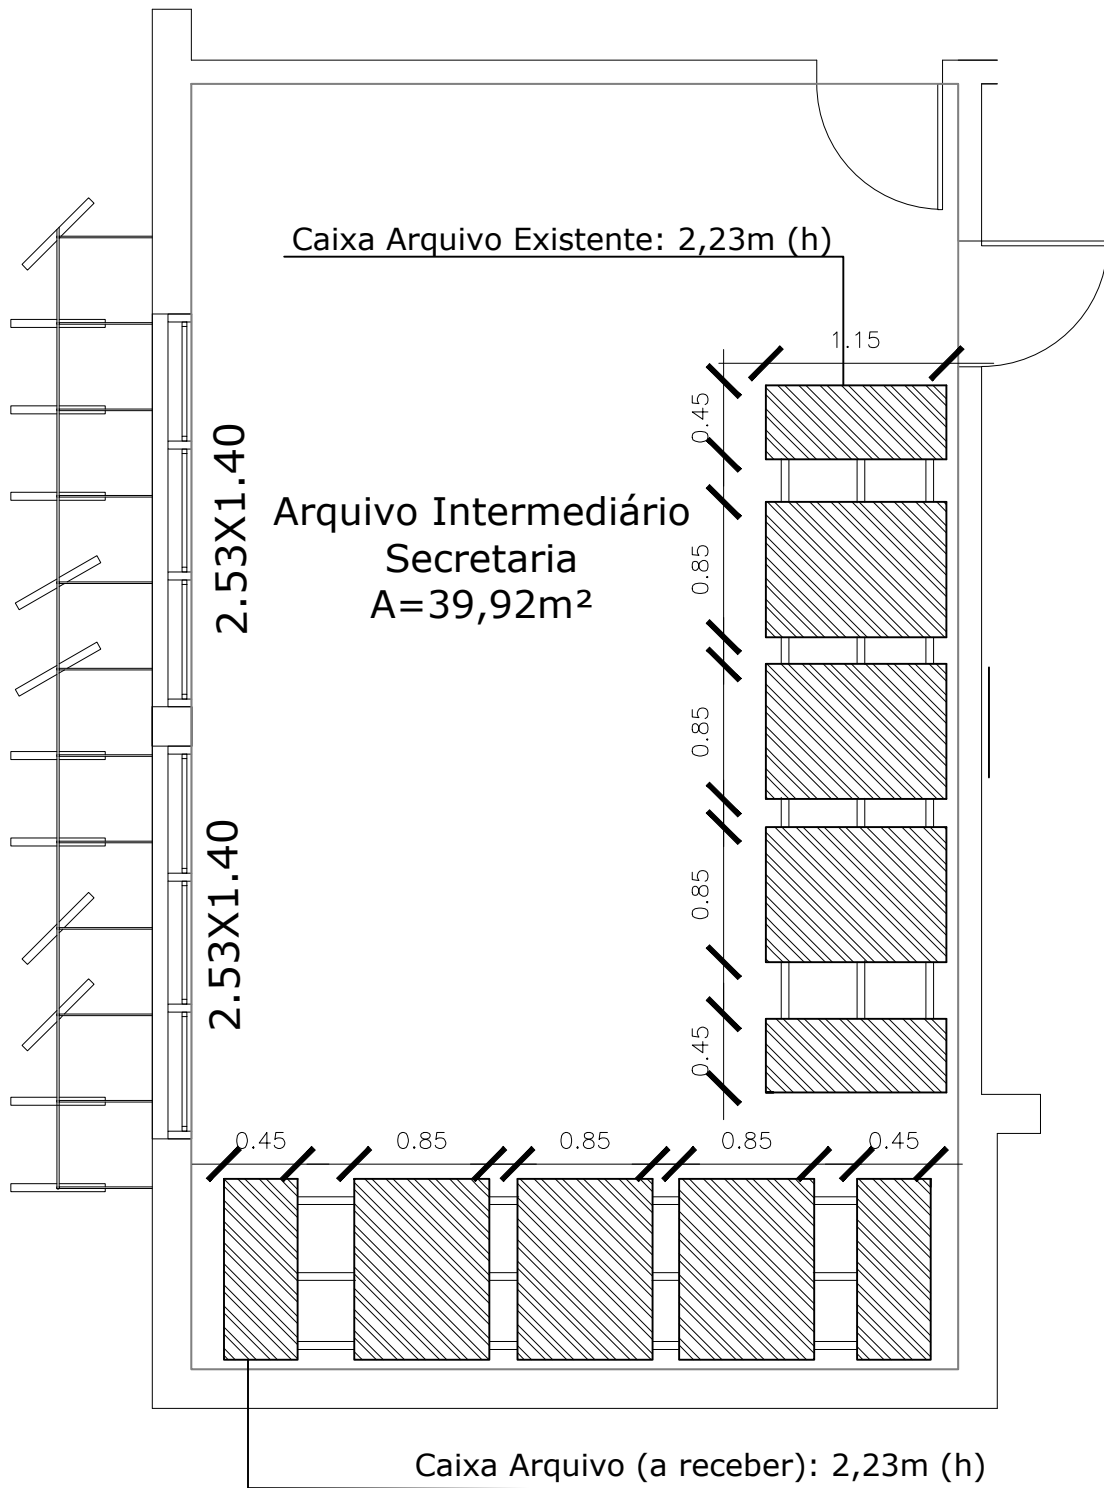 Caixa Arquivo Existente: 2,23m (h)
1.15
0.45
2.53X1.40
Arquivo Intermediário
Secretaria
A=39,92m²
0.85
0.85
2.53X1.40
0.85
0.45
0.45
0.85
0.85
0.85
0.45
Caixa Arquivo (a receber): 2,23m (h)